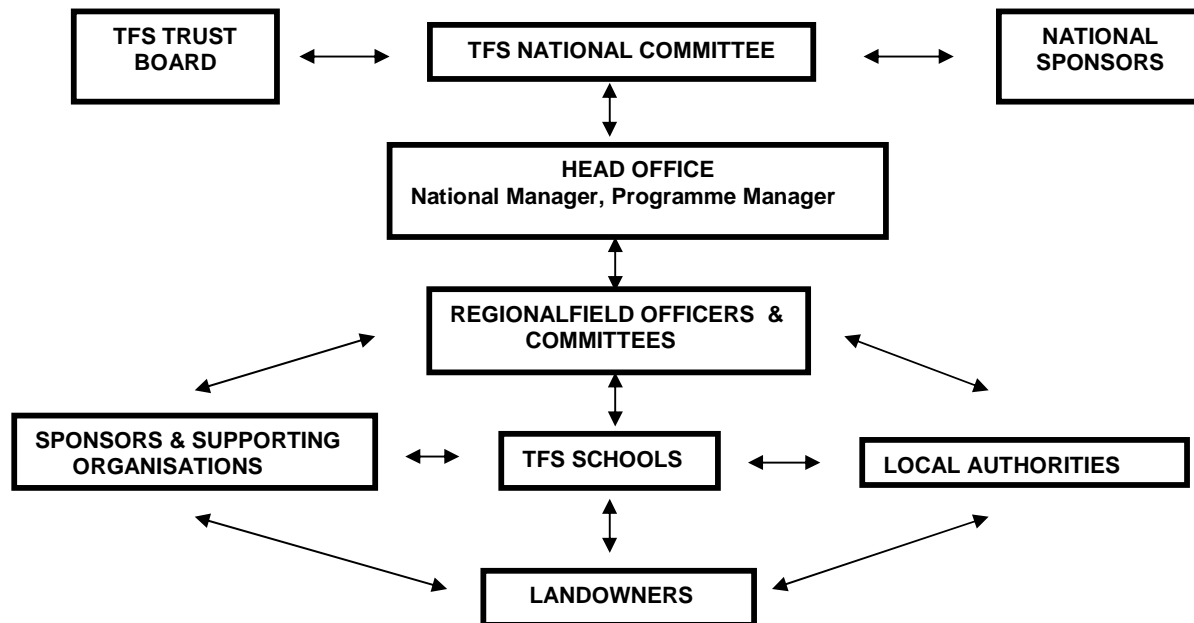 TFS TRUST
BOARD
TFS NATIONAL COMMITTEE
NATIONAL
SPONSORS
HEAD OFFICE
National Manager, Programme Manager
REGIONALFIELD OFFICERS &
COMMITTEES
SPONSORS & SUPPORTING
ORGANISATIONS
TFS SCHOOLS
LOCAL AUTHORITIES
LANDOWNERS